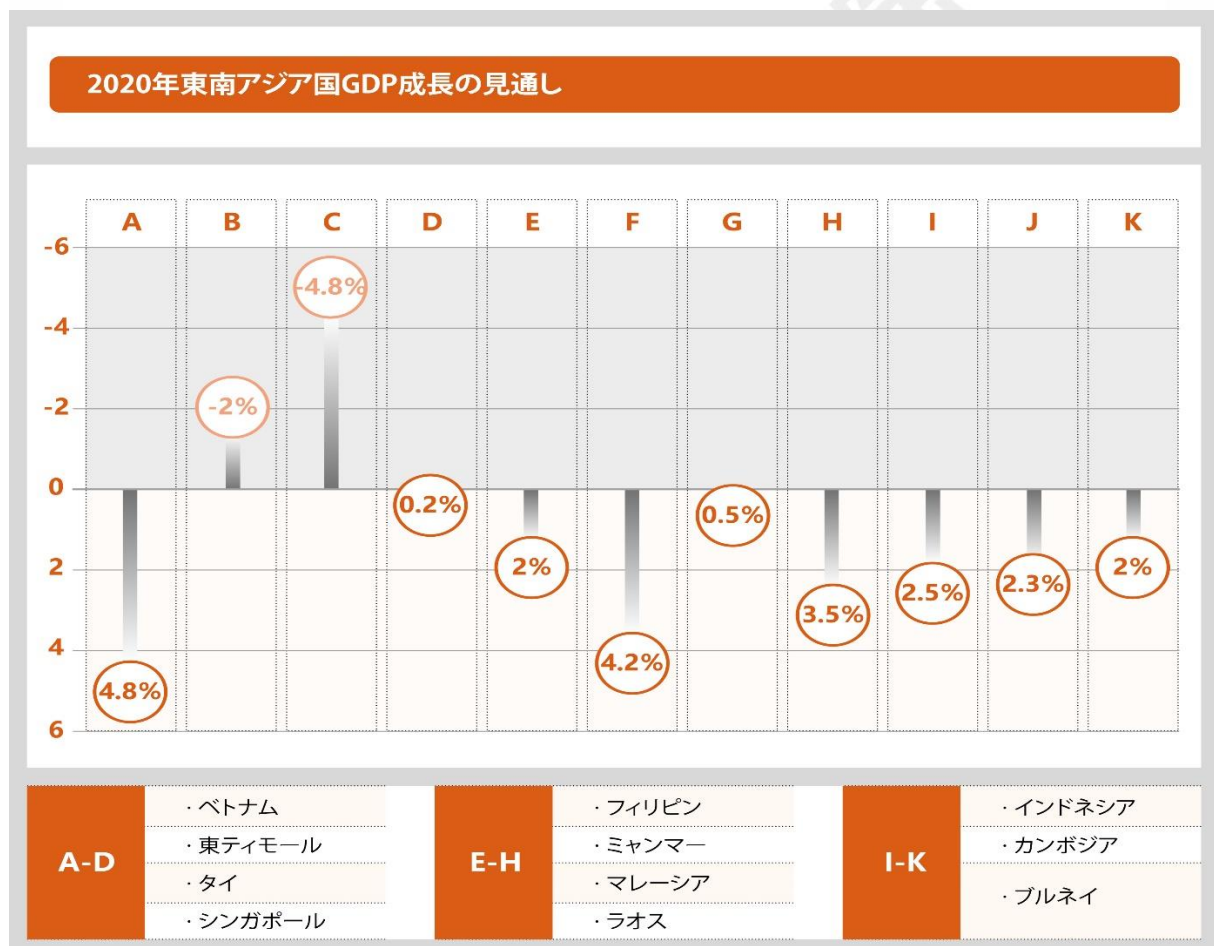 2020年東南アジア国GDP成長の見通し
A B C D E F G H I J K
-6
-4.8%
-4
-2%
-2
0
0.2%
0.5%
2
2%
2%
2.5%
2.3%
3.5%
4
4.2%
4.8%
6
A-D
・ベトナム
・東ティモール
・タイ
・シンガポール
E-H
・フィリピン
・ミャンマー
・マレーシア
・ラオス
I-K
・インドネシア
・カンボジア
・ブルネイ